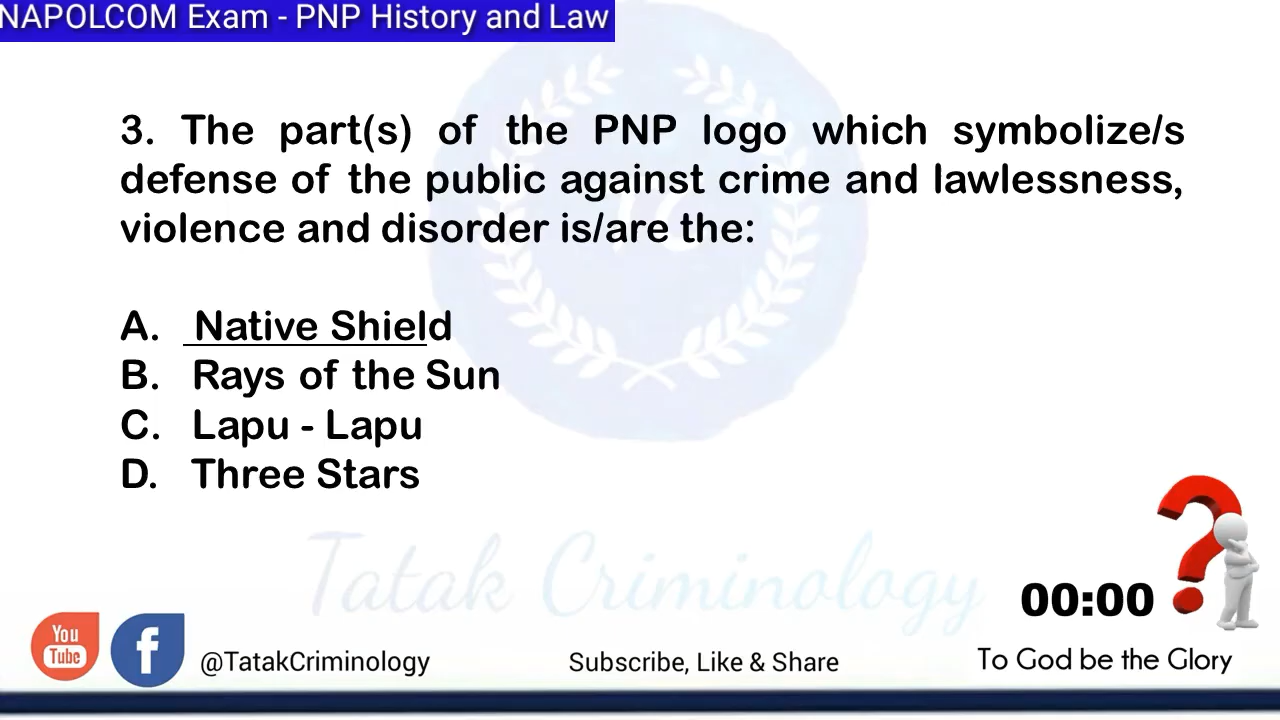 NAPOLCOM Exam - PNP History and Law
3. The part(s) of the PNP logo which symbolize/s
defense of the public against crime and lawlessness,
violence and disorder is/are the:
A. Native Shield
B. Rays of the Sun
C. Lapu - Lapu
D. Three Stars
Tatak Criminology
00:00
You
Tube
f
@TatakCriminology
Subscribe, Like & Share
To God be the Glory